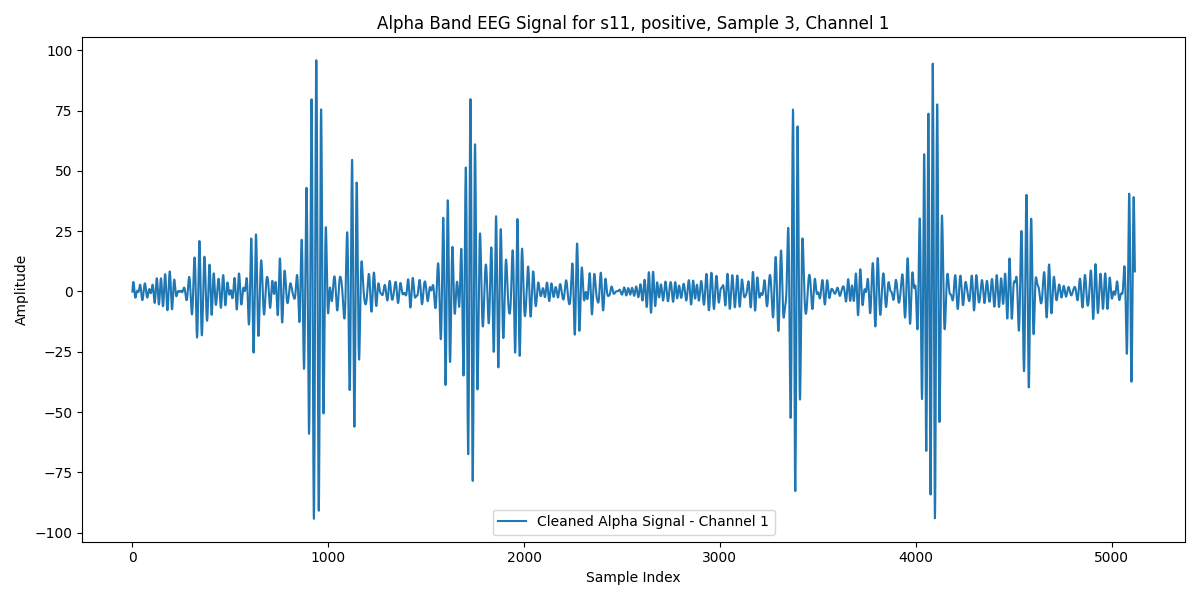 Alpha Band EEG Signal for s11, positive, Sample 3, Channel 1
Amplitude
100
75
50
25
0
−25
−50
−75
−100
Cleaned Alpha Signal - Channel 1
0 1000 2000 3000 4000 5000
Sample Index